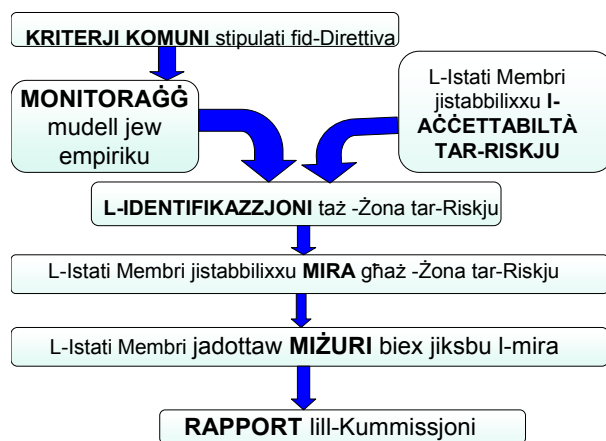 KRITERJI KOMUNI stipulati fid-Direttiva
MONITORAĠĠ
mudell jew
empiriku
L-Istati Membri
jistabbilixxu l-
AĊĊETTABILTÀ
TAR-RISKJU
L-IDENTIFIKAZZJONI taż -Żona tar-Riskju
L-Istati Membri jistabbilixxu MIRA għaż -Żona tar-Riskju
L-Istati Membri jadottaw MIŻURI biex jiksbu l-mira
RAPPORT lill-Kummissjoni